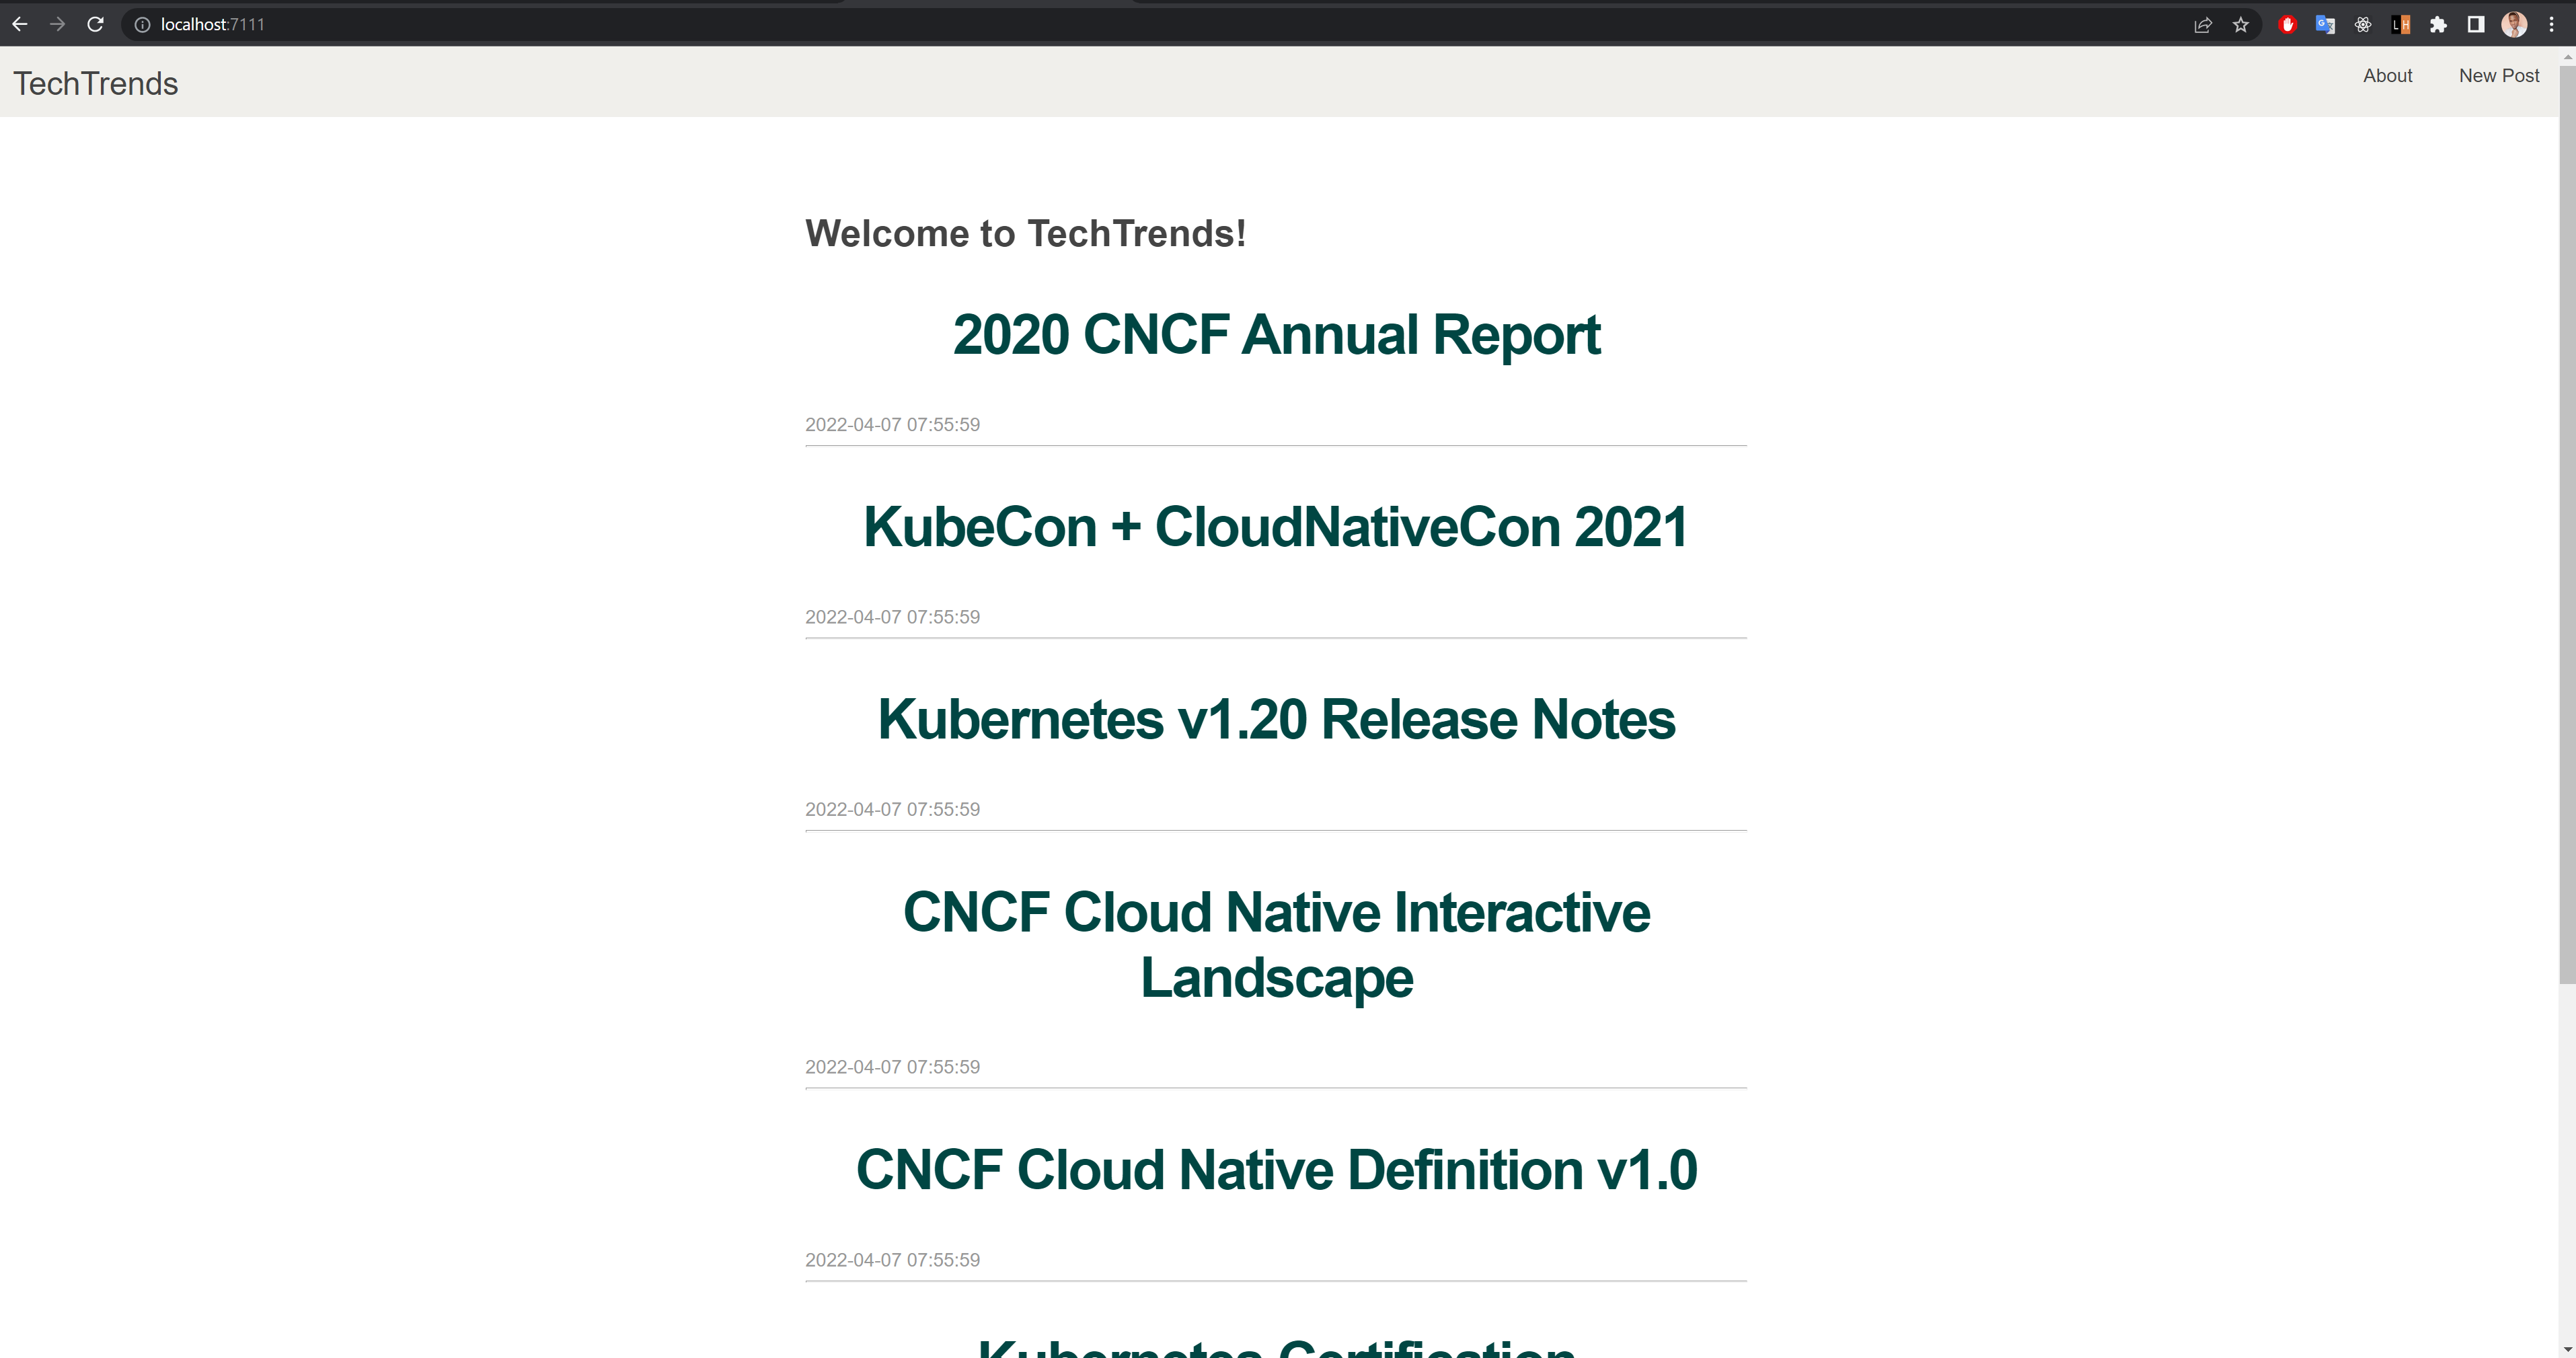 localhost:7111
TechTrends
About
New Post
Welcome to TechTrends!
2020 CNCF Annual Report
2022-04-07 07:55:59
KubeCon + CloudNativeCon 2021
2022-04-07 07:55:59
Kubernetes v1.20 Release Notes
2022-04-07 07:55:59
CNCF Cloud Native Interactive
Landscape
2022-04-07 07:55:59
CNCF Cloud Native Definition v1.0
2022-04-07 07:55:59
Kubernetes Certification